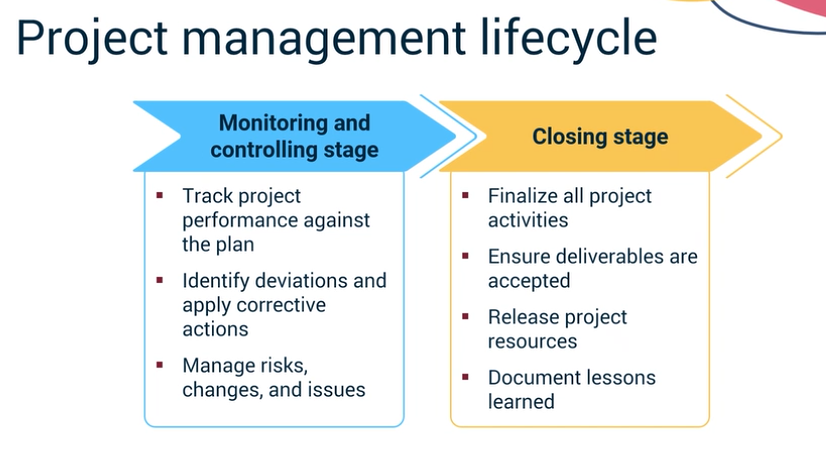 Project management lifecycle
Monitoring and
controlling stage
▪ Track project
performance against
the plan
▪ Identify deviations and
apply corrective
actions
▪ Manage risks,
changes, and issues
Closing stage
▪ Finalize all project
activities
▪ Ensure deliverables are
accepted
▪ Release project
resources
▪ Document lessons
learned